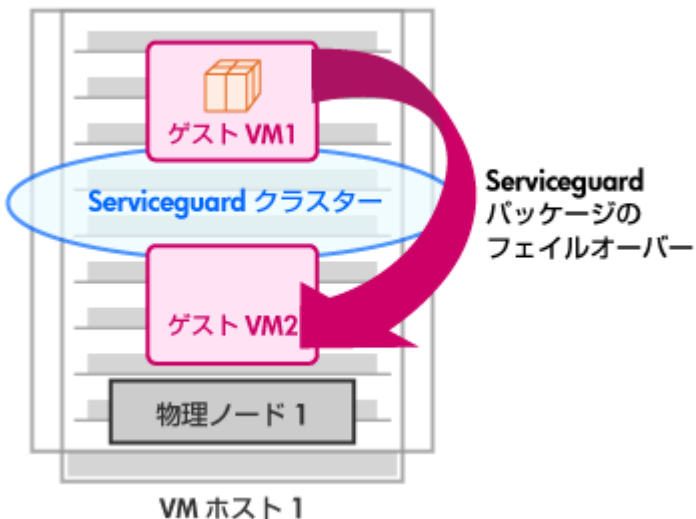 ゲスト VM1
Serviceguard クラスター
Serviceguard
パッケージの
フェイルオーバー
ゲスト VM2
物理ノード 1
VM ホスト 1